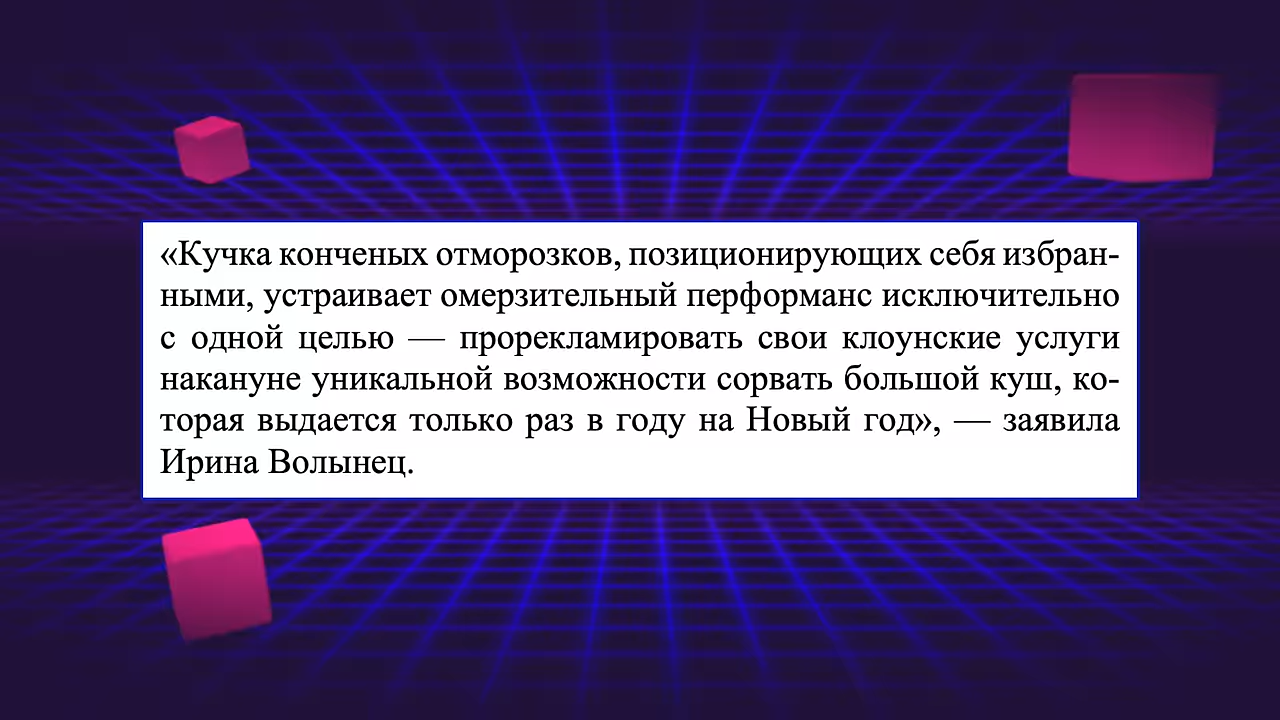 «Кучка конченых отморозков, позиционирующих себя избран-
ными, устраивает омерзительный перформанс исключительно
с одной целью — прорекламировать свои клоунские услуги
накануне уникальной возможности сорвать большой куш, ко-
торая выдается только раз в году на Новый год», — заявила
Ирина Волынец.